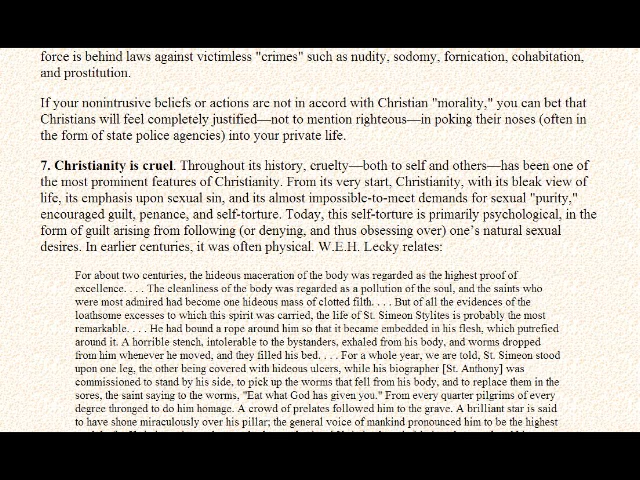 force is behind laws against victimless "crimes" such as nudity, sodomy, fornication, cohabitation,
and prostitution.
If your nonintrusive beliefs or actions are not in accord with Christian "morality," you can bet that
Christians will feel completely justified—not to mention righteous—in poking their noses (often in
the form of state police agencies) into your private life.
7. Christianity is cruel. Throughout its history, cruelty—both to self and others—has been one of
the most prominent features of Christianity. From its very start, Christianity, with its bleak view of
life, its emphasis upon sexual sin, and its almost impossible-to-meet demands for sexual "purity,"
encouraged guilt, penance, and self-torture. Today, this self-torture is primarily psychological, in the
form of guilt arising from following (or denying, and thus obsessing over) one’s natural sexual
desires. In earlier centuries, it was often physical. W.E.H. Lecky relates:
For about two centuries, the hideous maceration of the body was regarded as the highest proof of
excellence. . . . The cleanliness of the body was regarded as a pollution of the soul, and the saints who
were most admired had become one hideous mass of clotted filth. . . . But of all the evidences of the
loathsome excesses to which this spirit was carried, the life of St. Simeon Stylites is probably the most
remarkable. . . . He had bound a rope around him so that it became embedded in his flesh, which putrefied
around it. A horrible stench, intolerable to the bystanders, exhaled from his body, and worms dropped
from him whenever he moved, and they filled his bed. . . . For a whole year, we are told, St. Simeon stood
upon one leg, the other being covered with hideous ulcers, while his biographer [St. Anthony] was
commissioned to stand by his side, to pick up the worms that fell from his body, and to replace them in the
sores, the saint saying to the worms, "Eat what God has given you." From every quarter pilgrims of every
degree thronged to do him homage. A crowd of prelates followed him to the grave. A brilliant star is said
to have shone miraculously over his pillar; the general voice of mankind pronounced him to be the highest